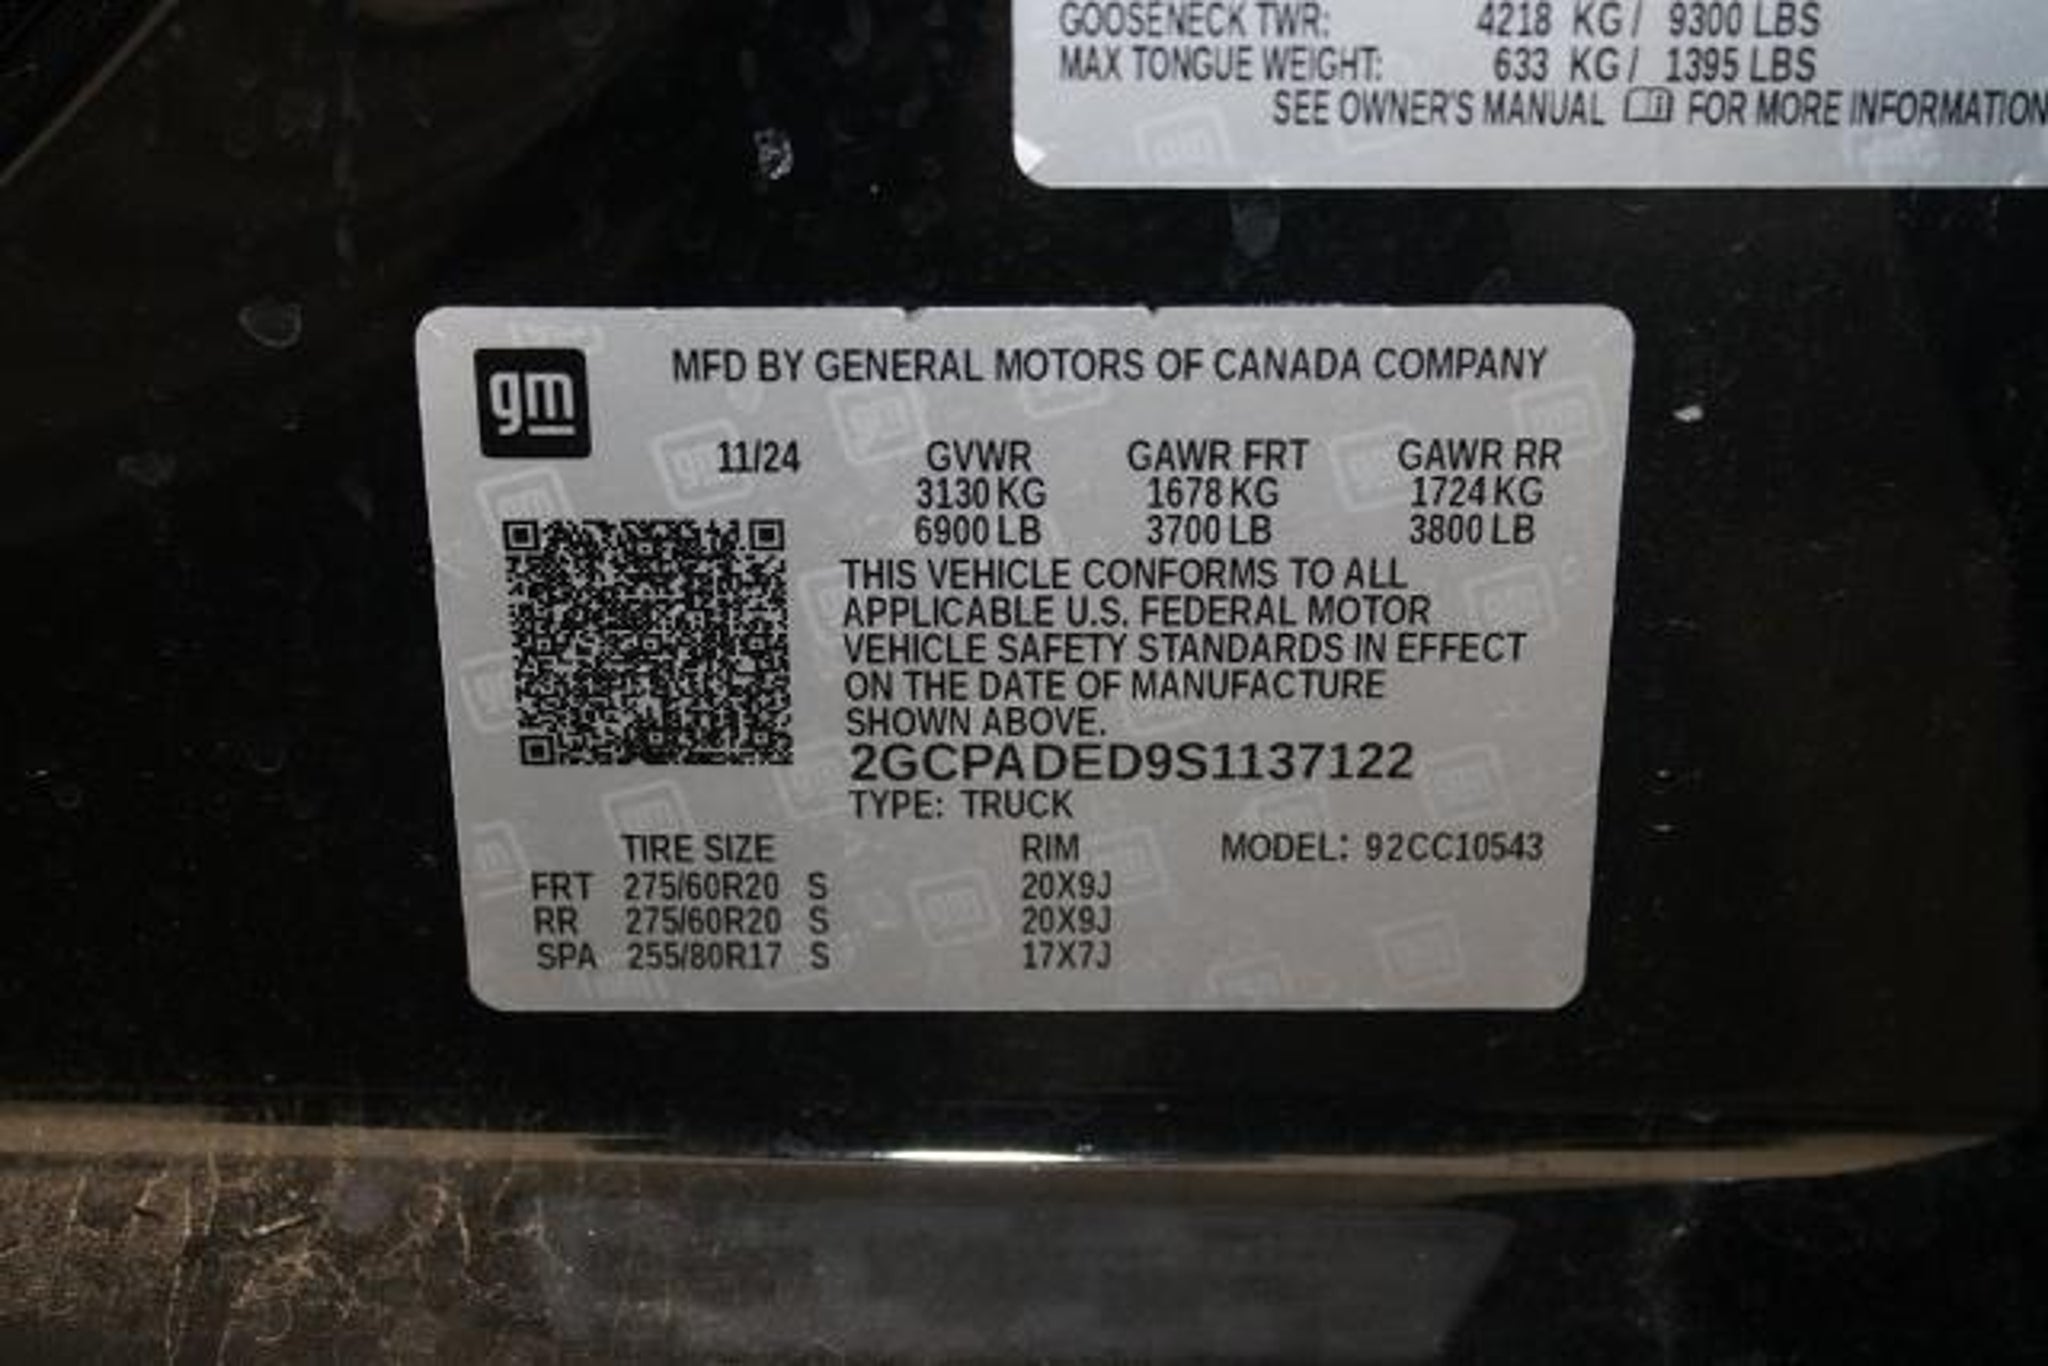 GOOSENECK TWR: 4218 KG / 9300 LBS
MAX TONGUE WEIGHT: 633 KG / 1395 LBS
SEE OWNER'S MANUAL FOR MORE INFORMATION
gm
MFD BY GENERAL MOTORS OF CANADA COMPANY
11/24 GVWR GAWR FRT GAWR RR
3130 KG 1678 KG 1724 KG
6900 LB 3700 LB 3800 LB
THIS VEHICLE CONFORMS TO ALL
APPLICABLE U.S. FEDERAL MOTOR
VEHICLE SAFETY STANDARDS IN EFFECT
ON THE DATE OF MANUFACTURE
SHOWN ABOVE.
2GCPADED9S1137122
TYPE: TRUCK
TIRE SIZE RIM MODEL: 92CC10543
FRT 275/60R20 S 20X9J
RR 275/60R20 S 20X9J
SPA 255/80R17 S 17X7J